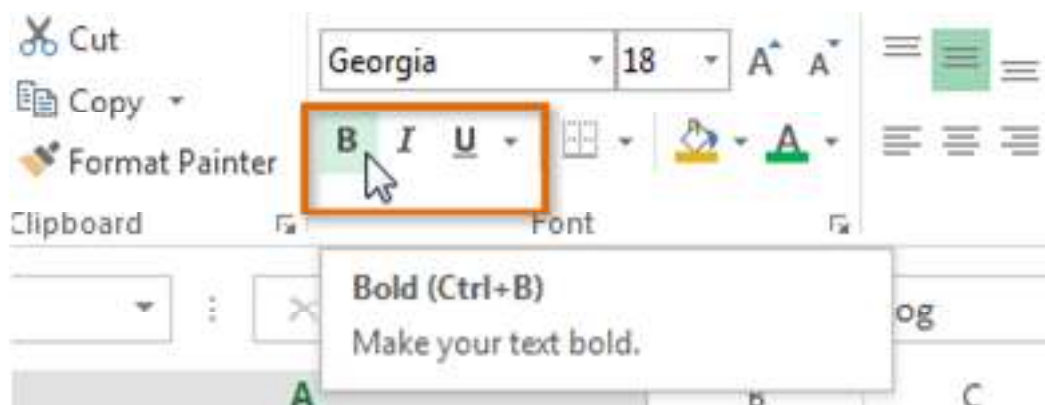 Cut
Georgia 18 A A
Copy
B I U A
Format Painter
Clipboard Font
Bold (Ctrl+B)
Make your text bold.
og
A B C